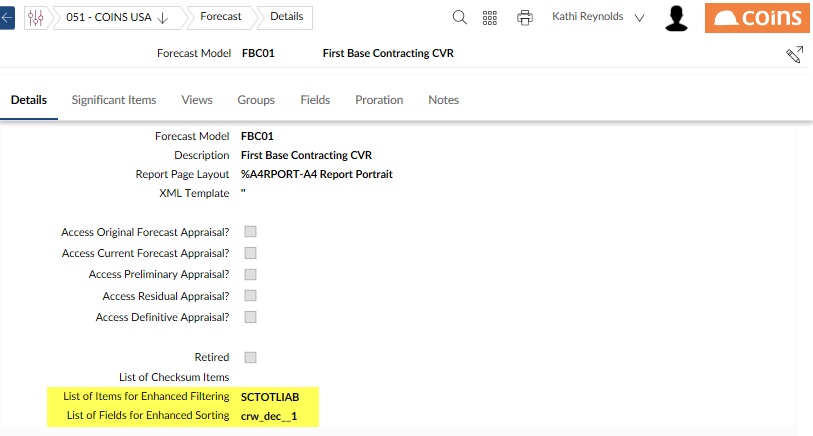 051 - COINS USA Forecast Details Kathi Reynolds coins
Forecast Model FBC01 First Base Contracting CVR
Details Significant Items Views Groups Fields Proration Notes
Forecast Model FBC01
Description First Base Contracting CVR
Report Page Layout %A4RPORT-A4 Report Portrait
XML Template "
Access Original Forecast Appraisal?
Access Current Forecast Appraisal?
Access Preliminary Appraisal?
Access Residual Appraisal?
Access Definitive Appraisal?
Retired
List of Checksum Items
List of Items for Enhanced Filtering SCTOTLIAB
List of Fields for Enhanced Sorting crw_dec__1